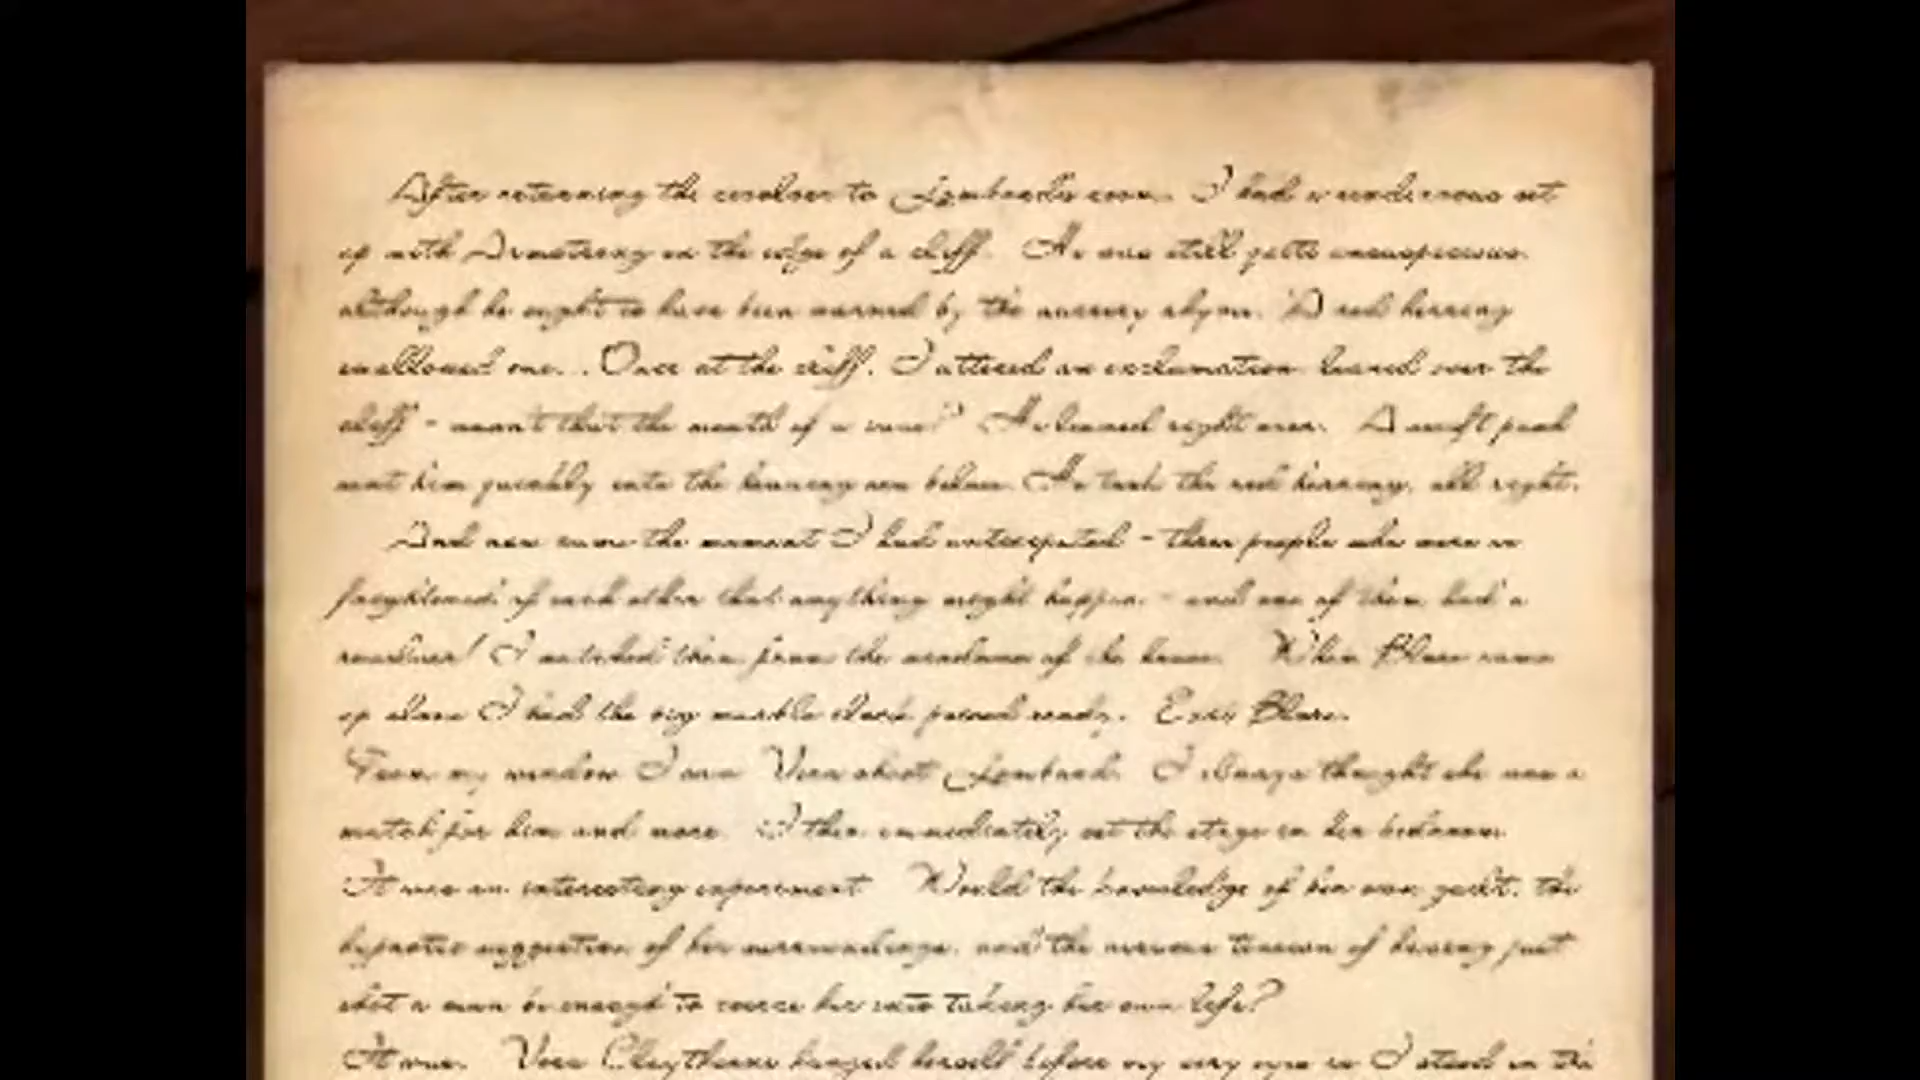 After returning the revolver to Lombard's room, I had a rendezvous set
up with Armstrong on the edge of a cliff. He was still quite unsuspicious
although he ought to have been warned by the nursery rhyme. 'A red herring
swallowed one...' Once at the cliff, I uttered an exclamation, leaned over the
cliff - wasn't that the mouth of a cave? He leaned right over. A swift push
sent him quickly into the heaving sea below. He took the red herring, all right.
And now came the moment I had anticipated - three people who were so
frightened of each other that anything might happen - and one of them had a
revolver! I watched them from the windows of the house. When Blore came
up alone I had the big marble clock poised ready. Exit Blore.
From my window I saw Vera shoot Lombard. I always thought she was a
match for him and more. I then immediately set the stage in her bedroom.
It was an interesting experiment. Would the knowledge of her own guilt, the
hypnotic suggestion of her surroundings, and the nervous tension of having just
shot a man be enough to coerce her into taking her own life?
It was. Vera Claythorne hanged herself before my very eyes as I stood in the